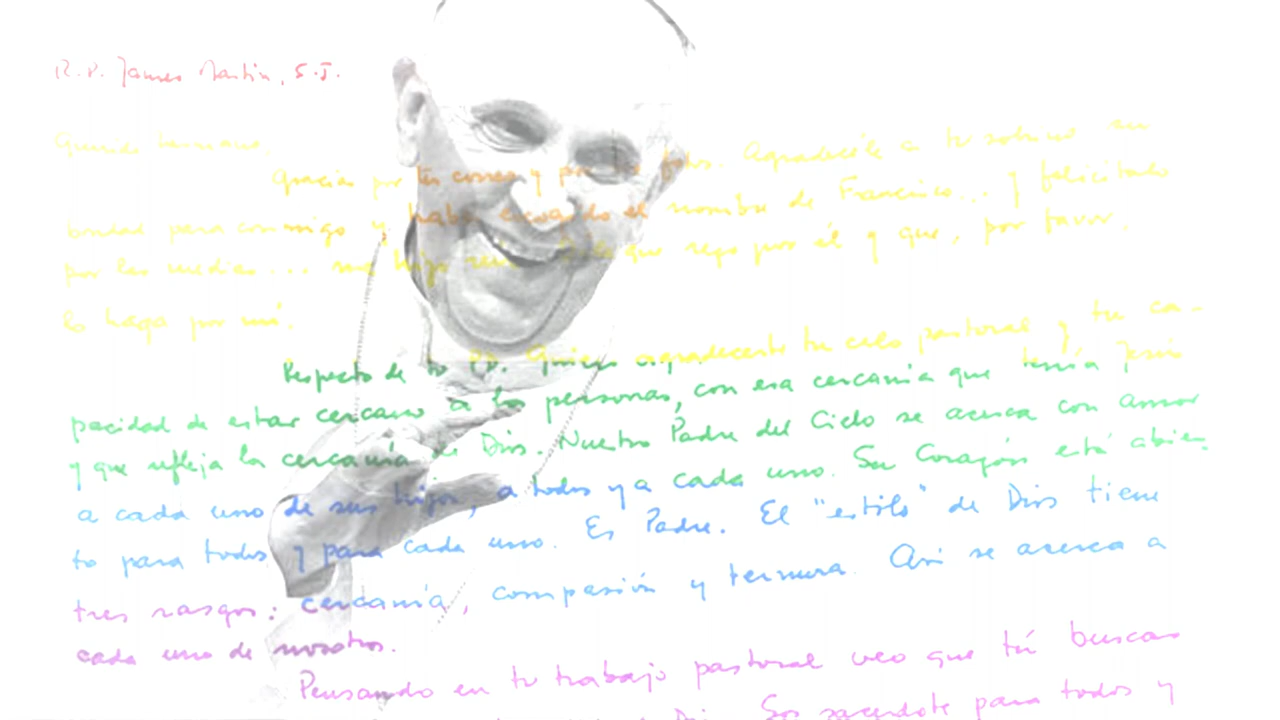 R.P. James Martin, S.J.
Querido hermano,
gracias por tu correo y por las fotos. Agradecéle a tu sobrino su
bondad para conmigo y haber escogido el nombre de Francisco... y felicitalo
por las medias... me hizo reír. Dile que rezo por él y que, por favor,
lo haga por mí.
Respecto de tu P.D. Quiero agradecerte tu celo pastoral y tu ca-
pacidad de estar cercano a las personas, con esa cercanía que tenía Jesús
y que refleja la cercanía de Dios. Nuestro Padre del Cielo se acerca con amor
a cada uno de sus hijos, a todos y a cada uno. Su Corazón está abier-
to para todos y para cada uno. Es Padre. El "estilo" de Dios tiene
tres rasgos: cercanía, compasión y ternura. Así se acerca a
cada uno de nosotros.
Pensando en tu trabajo pastoral veo que tú buscas
Dios. Sos sacerdote para todos y